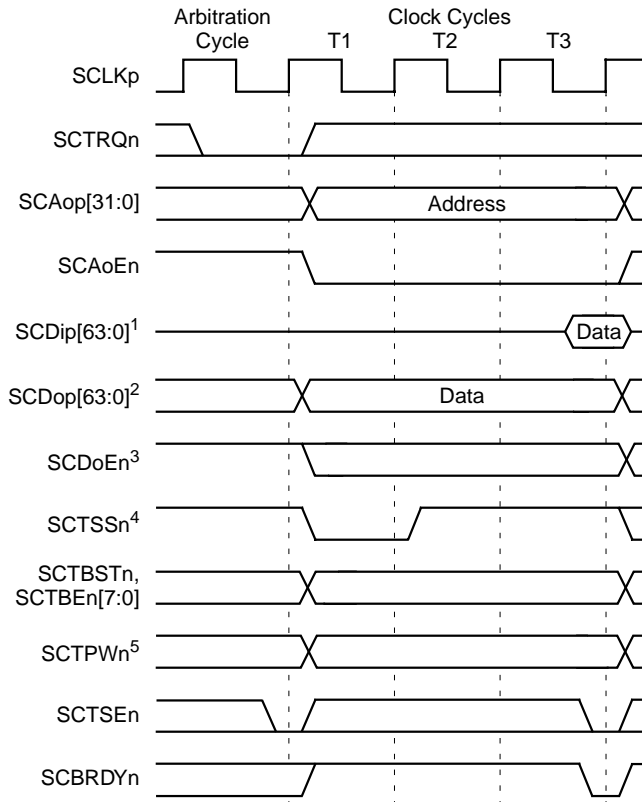 Arbitration
Cycle
Clock Cycles
T1 T2 T3
SCLKp
SCTRQn
SCAop[31:0] Address
SCAoEn
SCDip[63:0]1 Data
SCDop[63:0]2 Data
SCDoEn3
SCTSSn4
SCTBSTn,
SCTBEn[7:0]
SCTPWn5
SCTSEn
SCBRDYn